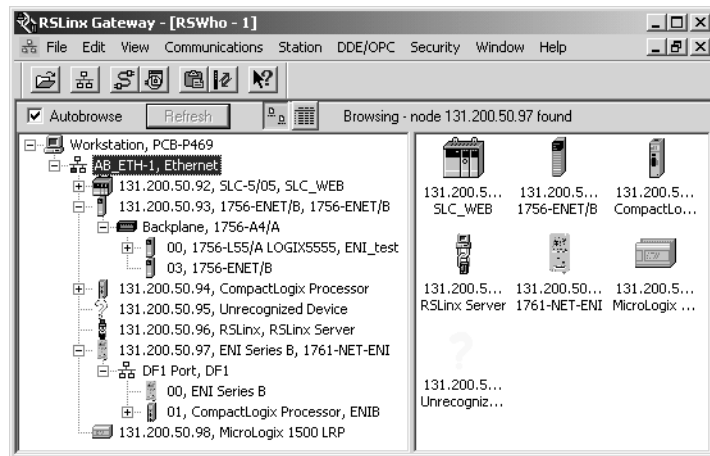 RSLinx Gateway - [RSWho - 1]
File Edit View Communications Station DDE/OPC Security Window Help
Autobrowse Refresh Browsing - node 131.200.50.97 found
Workstation, PCB-P469
AB_ETH-1, Ethernet
131.200.50.92, SLC-5/05, SLC_WEB
131.200.50.93, 1756-ENET/B, 1756-ENET/B
Backplane, 1756-A4/A
00, 1756-L55/A LOGIX5555, ENI_test
03, 1756-ENET/B
131.200.50.94, CompactLogix Processor
131.200.50.95, Unrecognized Device
131.200.50.96, RSLinx, RSLinx Server
131.200.50.97, ENI Series B, 1761-NET-ENI
DF1 Port, DF1
00, ENI Series B
01, CompactLogix Processor, ENIB
131.200.50.98, MicroLogix 1500 LRP
131.200.5... 131.200.5... 131.200.5...
SLC_WEB 1756-ENET/B CompactLo...
131.200.5... 131.200.50... 131.200.5...
RSLinx Server 1761-NET-ENI MicroLogix ...
131.200.5...
Unrecogniz...